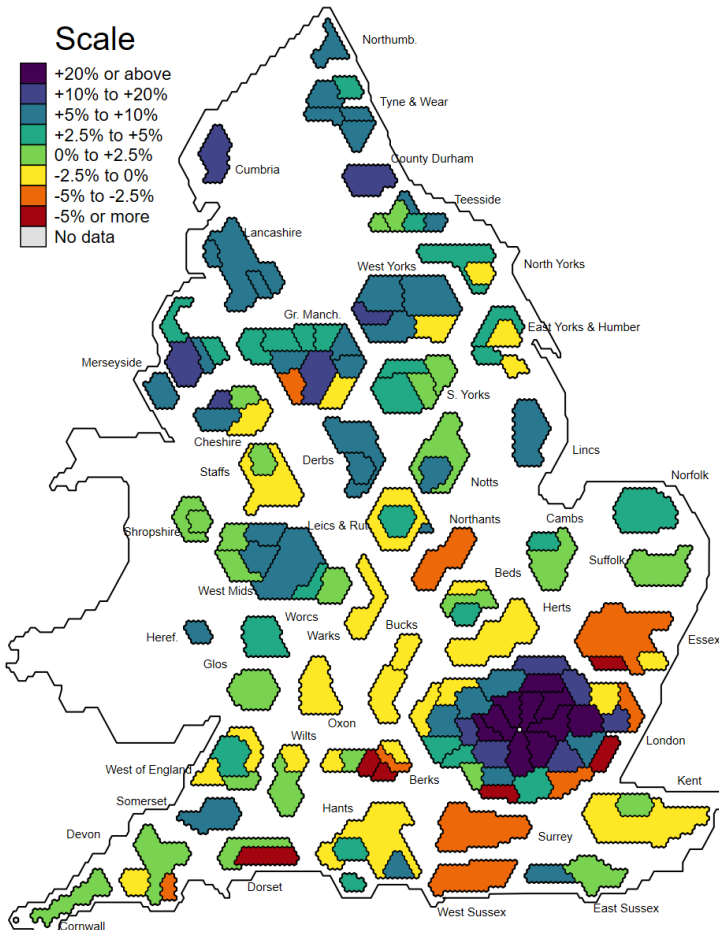 Scale
+20% or above
+10% to +20%
+5% to +10%
+2.5% to +5%
0% to +2.5%
-2.5% to 0%
-5% to -2.5%
-5% or more
No data
Northumb.
Tyne & Wear
County Durham
Cumbria
Teesside
Lancashire
North Yorks
West Yorks
Gr. Manch.
East Yorks & Humber
Merseyside
S. Yorks
Cheshire
Lincs
Staffs
Derbs
Notts
Norfolk
Shropshire
Leics & Rut
Northants
Cambs
Suffolk
West Mids
Beds
Worcs
Warks
Bucks
Herts
Heref.
Essex
Glos
Oxon
Wilts
London
West of England
Berks
Kent
Somerset
Hants
Devon
Surrey
Dorset
West Sussex
East Sussex
Cornwall